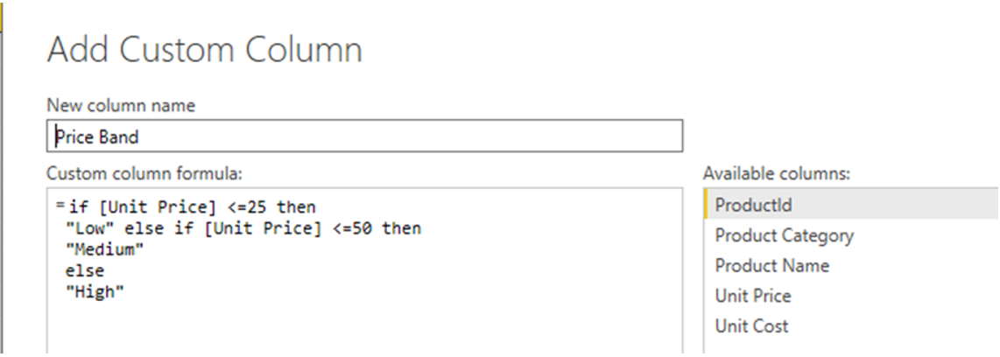 Add Custom Column
New column name
Price Band
Custom column formula:
= if [Unit Price] <=25 then
"Low" else if [Unit Price] <=50 then
"Medium"
else
"High"
Available columns:
ProductId
Product Category
Product Name
Unit Price
Unit Cost